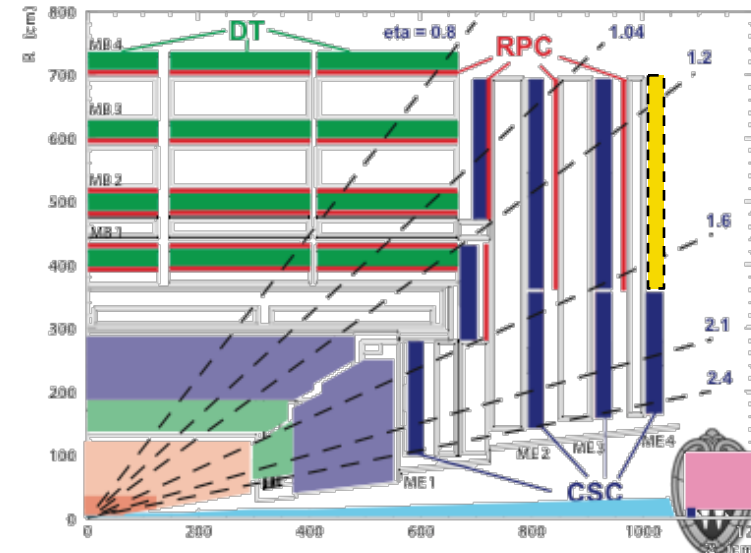 R (cm)
800
700
600
500
400
300
200
100
0
DT
eta = 0.8
RPC
1.04
1.2
1.6
2.1
2.4
MB 4
MB 3
MB 2
MB 1
ME 1
ME 2
ME 3
ME 4
CSC
0
200
400
600
800
1000